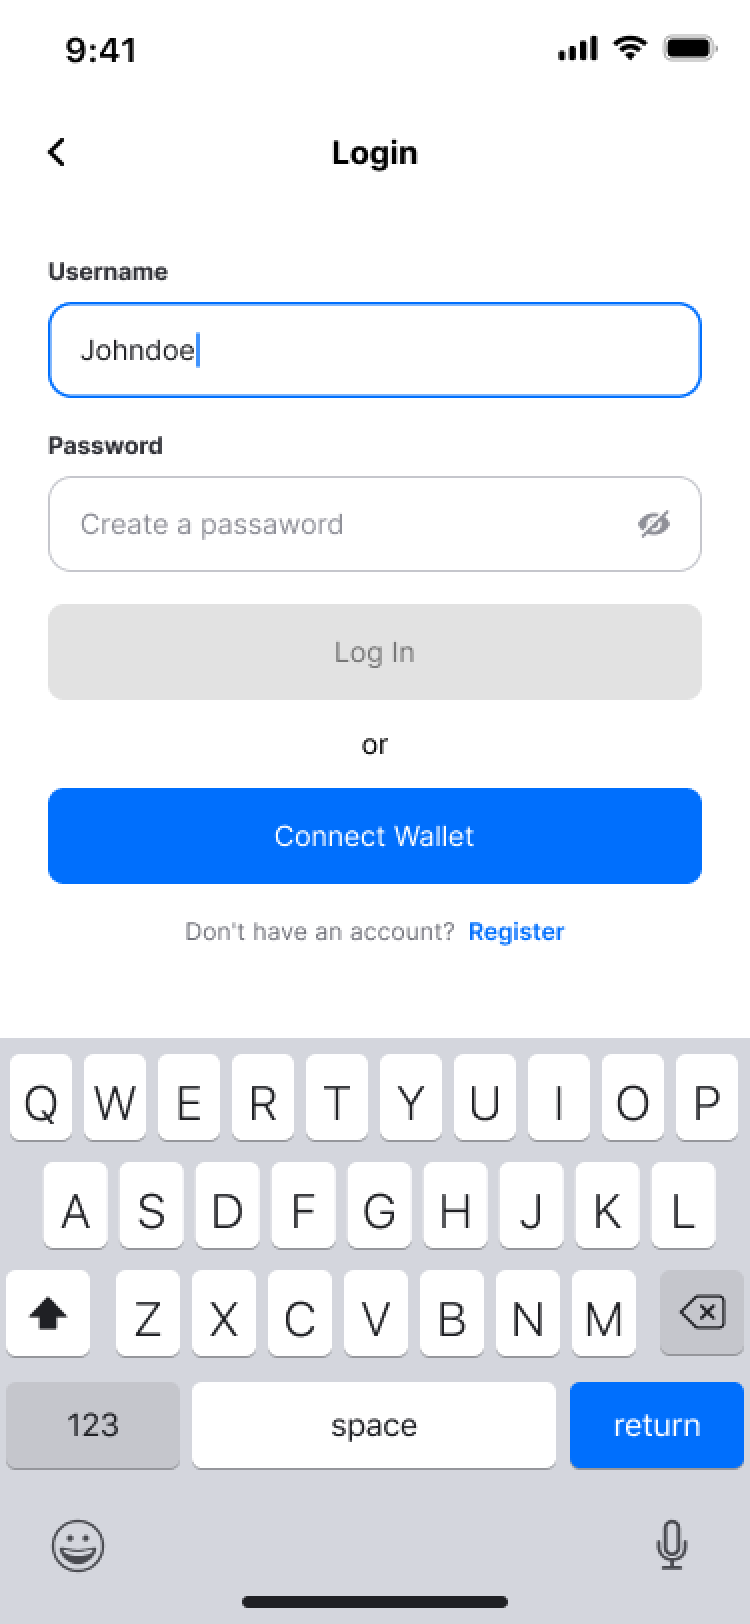 9:41
Login
Username
Johndoe
Password
Create a passaword
Log In
or
Connect Wallet
Don't have an account? Register
Q W E R T Y U I O P
A S D F G H J K L
Z X C V B N M
123 space return